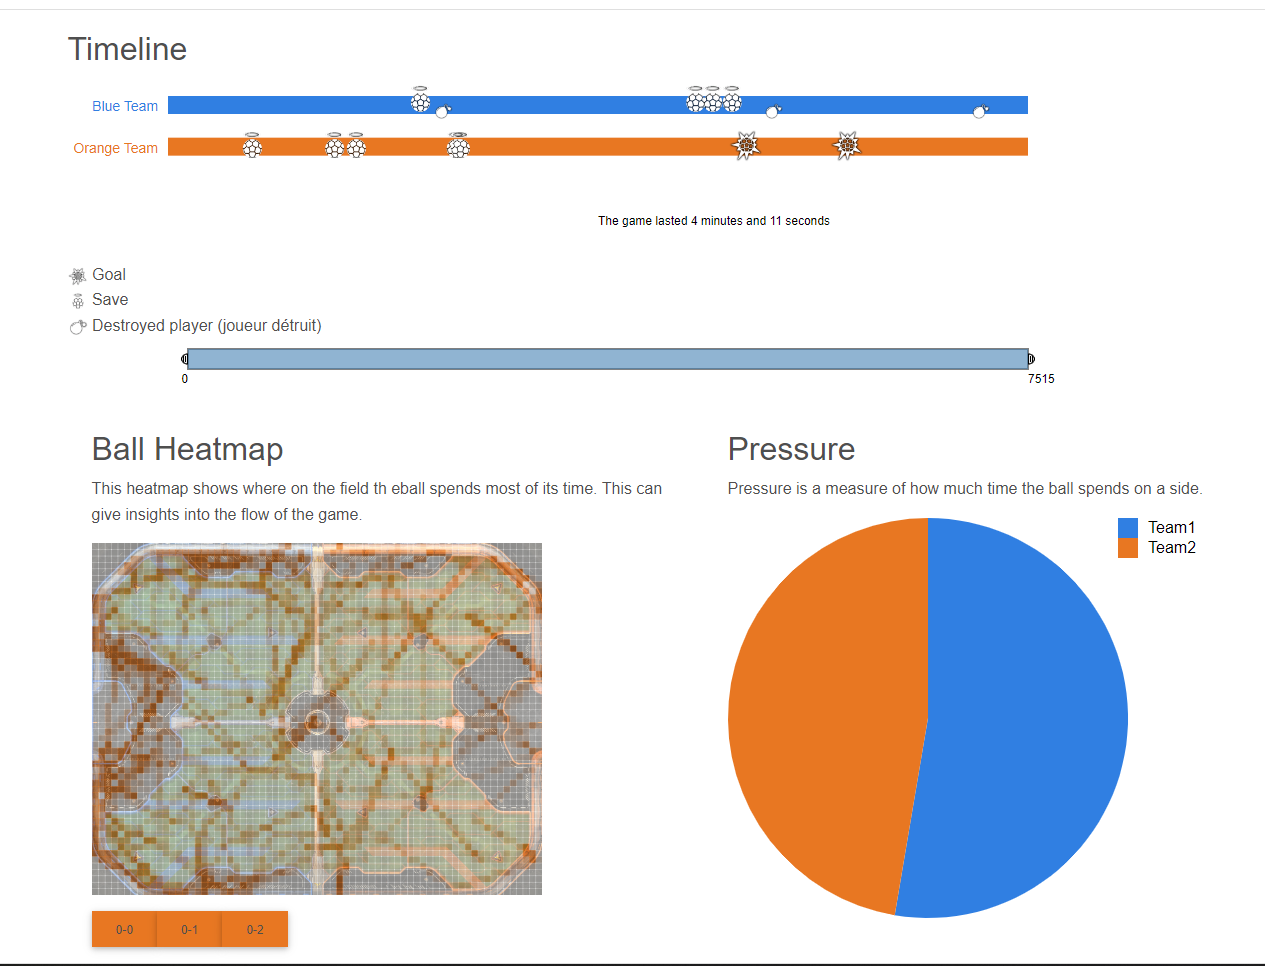 Timeline
Blue Team
Orange Team
The game lasted 4 minutes and 11 seconds
Goal
Save
Destroyed player (joueur détruit)
0
7515
Ball Heatmap
This heatmap shows where on the field th eball spends most of its time. This can
give insights into the flow of the game.
0-0
0-1
0-2
Pressure
Pressure is a measure of how much time the ball spends on a side.
Team1
Team2